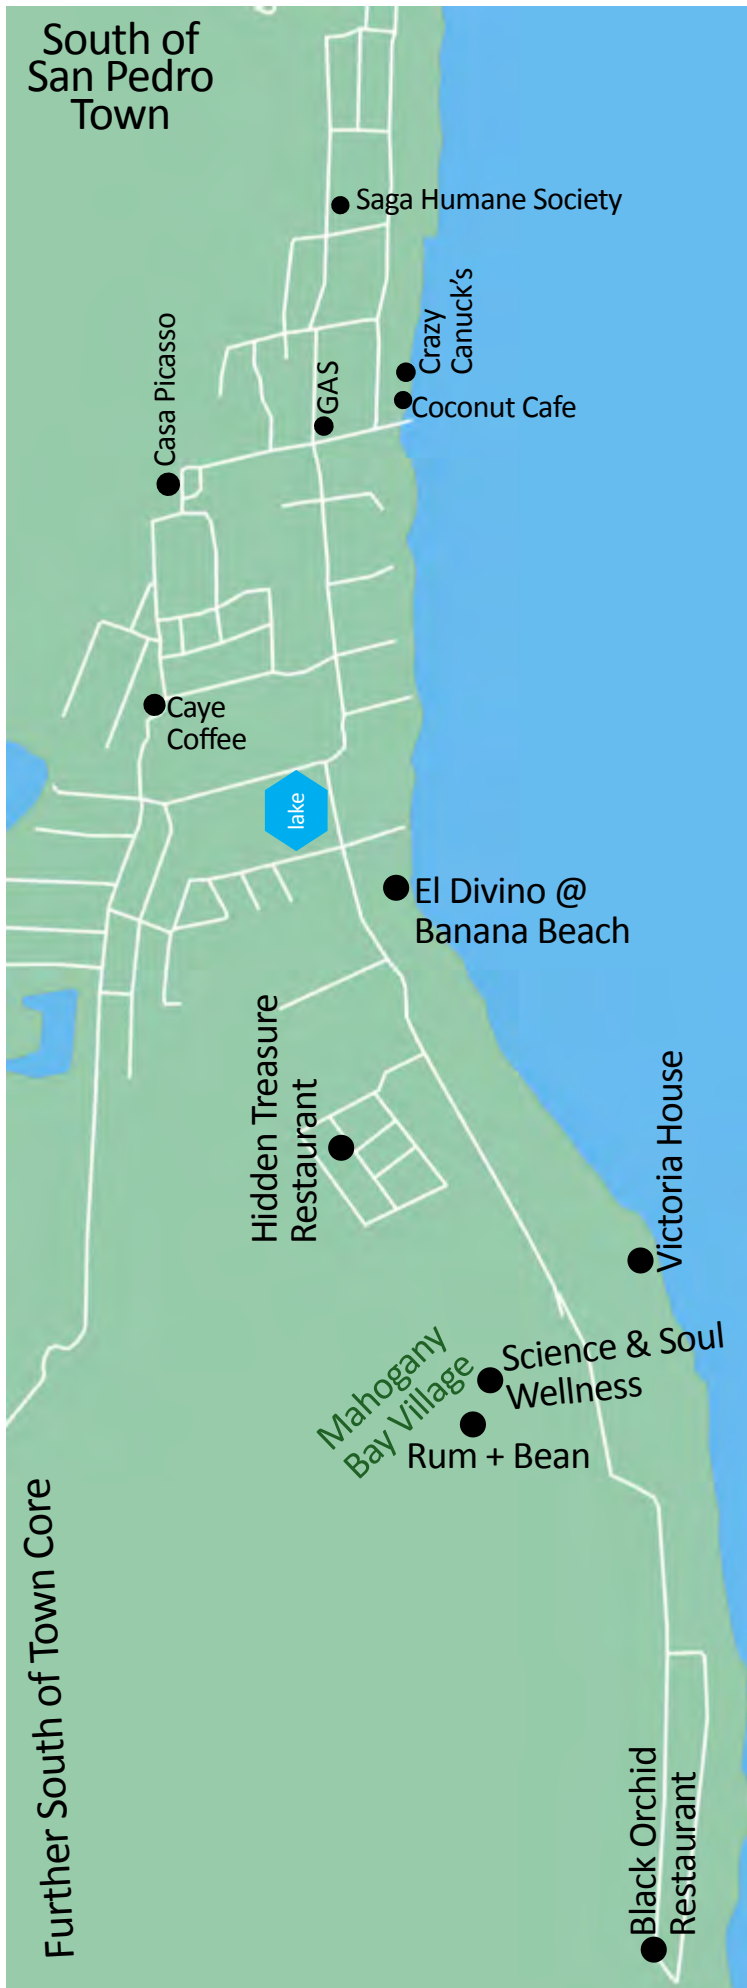 South of
San Pedro
Town
Saga Humane Society
Crazy
Canuck's
Casa Picasso
GAS
Coconut Cafe
Caye
Coffee
lake
El Divino @
Banana Beach
Hidden Treasure
Restaurant
Victoria House
Mahogany
Bay Village
Science & Soul
Wellness
Rum + Bean
Further South of Town Core
Black Orchid
Restaurant